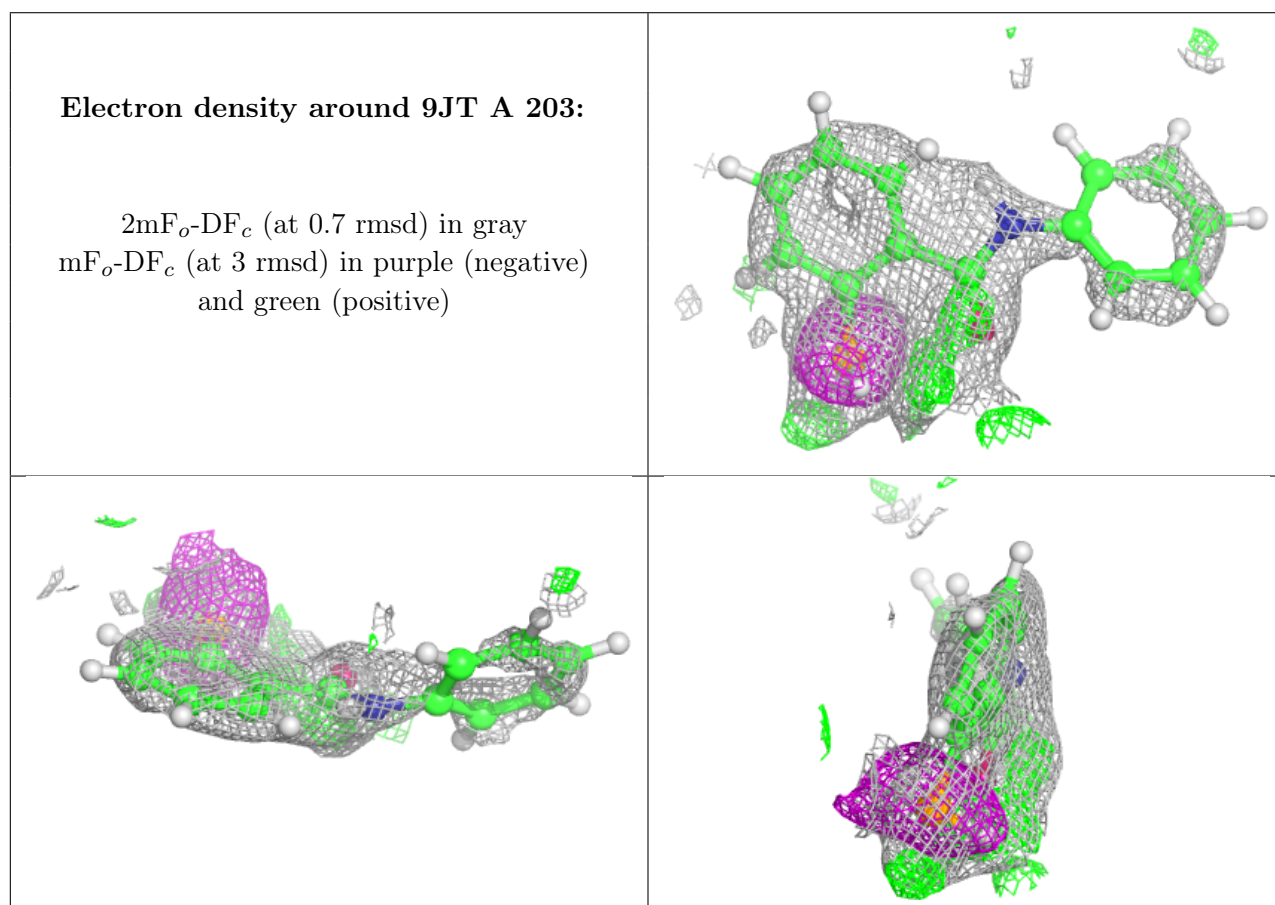 Electron density around 9JT A 203:
2mFo-DFc (at 0.7 rmsd) in gray
mFo-DFc (at 3 rmsd) in purple (negative)
and green (positive)